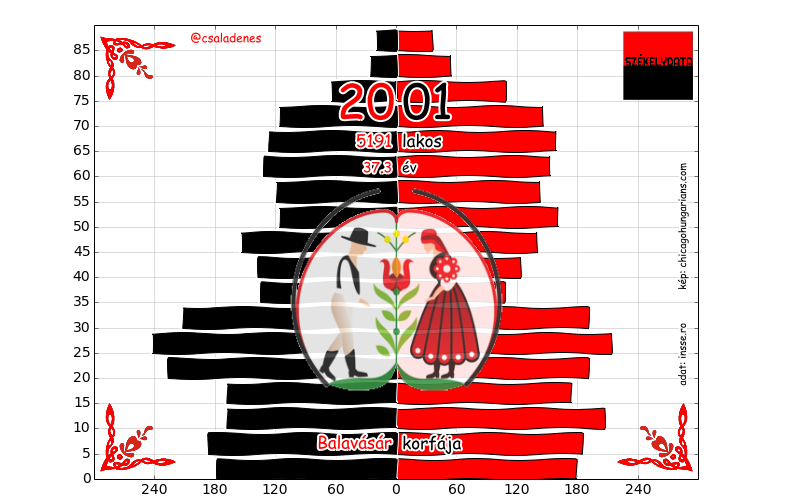 @csaladenes
SZÉKELYDATA
2001
5191 lakos
37.3 év
kép: chicagohungarians.com
adat: insse.ro
Balavásár korfája
85
80
75
70
65
60
55
50
45
40
35
30
25
20
15
10
5
0
240 180 120 60 0 60 120 180 240